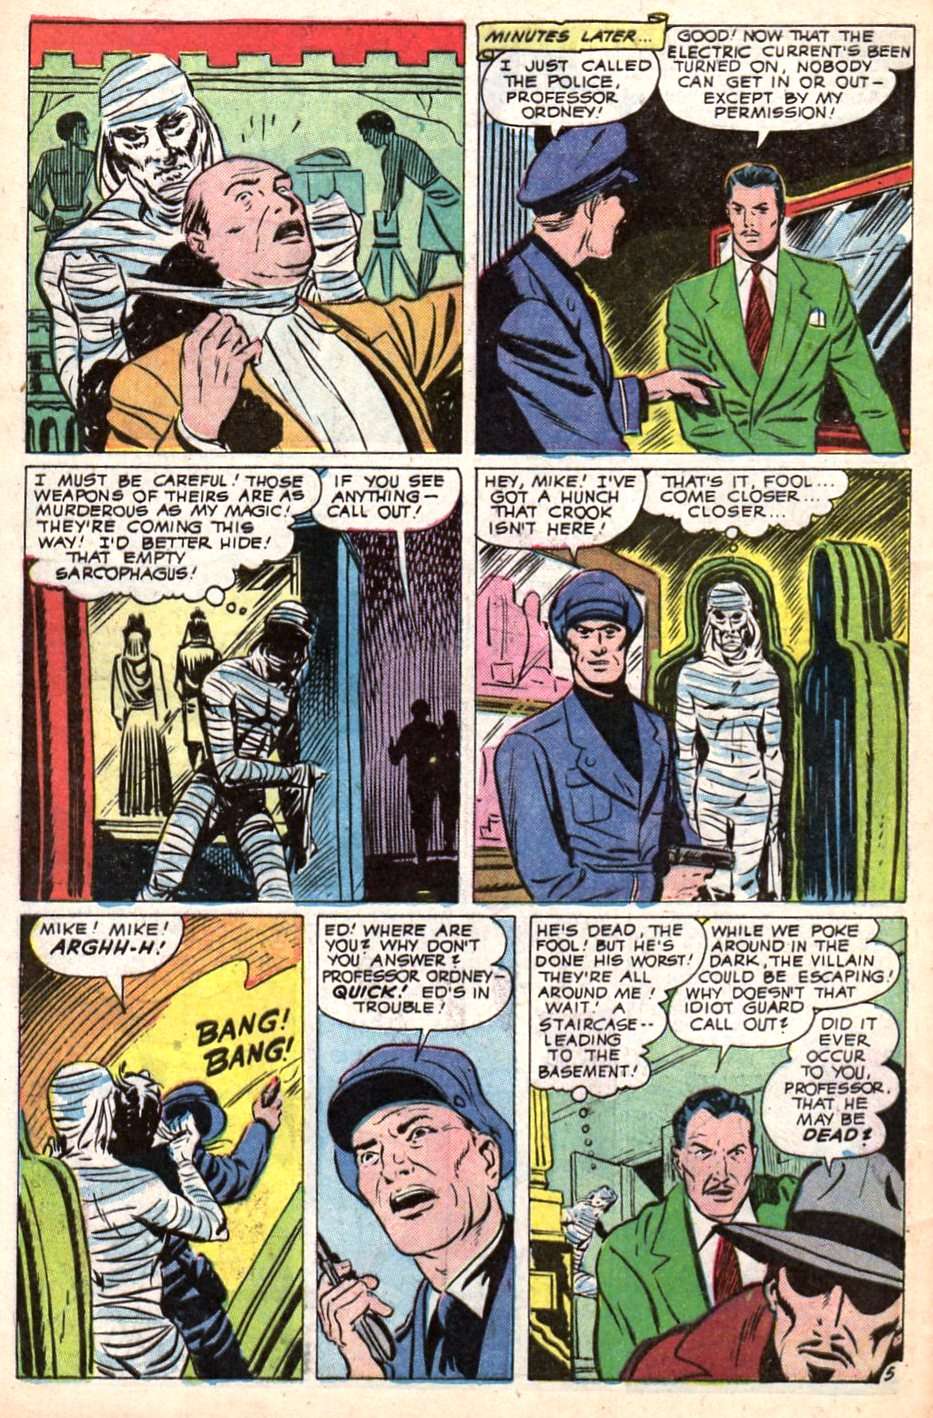 MINUTES LATER...
I JUST CALLED
THE POLICE,
PROFESSOR
ORDNEY!
GOOD! NOW THAT THE
ELECTRIC CURRENT'S BEEN
TURNED ON, NOBODY
CAN GET IN OR OUT—
EXCEPT BY MY
PERMISSION!
I MUST BE CAREFUL! THOSE
WEAPONS OF THEIRS ARE AS
MURDEROUS AS MY MAGIC!
THEY'RE COMING THIS
WAY! I'D BETTER HIDE!
THAT EMPTY
SARCOPHAGUS!
IF YOU SEE
ANYTHING—
CALL OUT!
HEY, MIKE! I'VE
GOT A HUNCH
THAT CROOK
ISN'T HERE!
THAT'S IT, FOOL...
COME CLOSER...
CLOSER...
MIKE! MIKE!
ARGHH-H!
BANG!
BANG!
ED! WHERE ARE
YOU? WHY DON'T
YOU ANSWER?
PROFESSOR ORDNEY—
QUICK! ED'S IN
TROUBLE!
HE'S DEAD, THE
FOOL! BUT HE'S
DONE HIS WORST!
THEY'RE ALL
AROUND ME!
WAIT! A
STAIRCASE--
LEADING
TO THE
BASEMENT!
WHILE WE POKE
AROUND IN THE
DARK, THE VILLAIN
COULD BE ESCAPING!
WHY DOESN'T THAT
IDIOT GUARD
CALL OUT?
DID IT
EVER
OCCUR
TO YOU,
PROFESSOR,
THAT HE
MAY BE
DEAD?
5